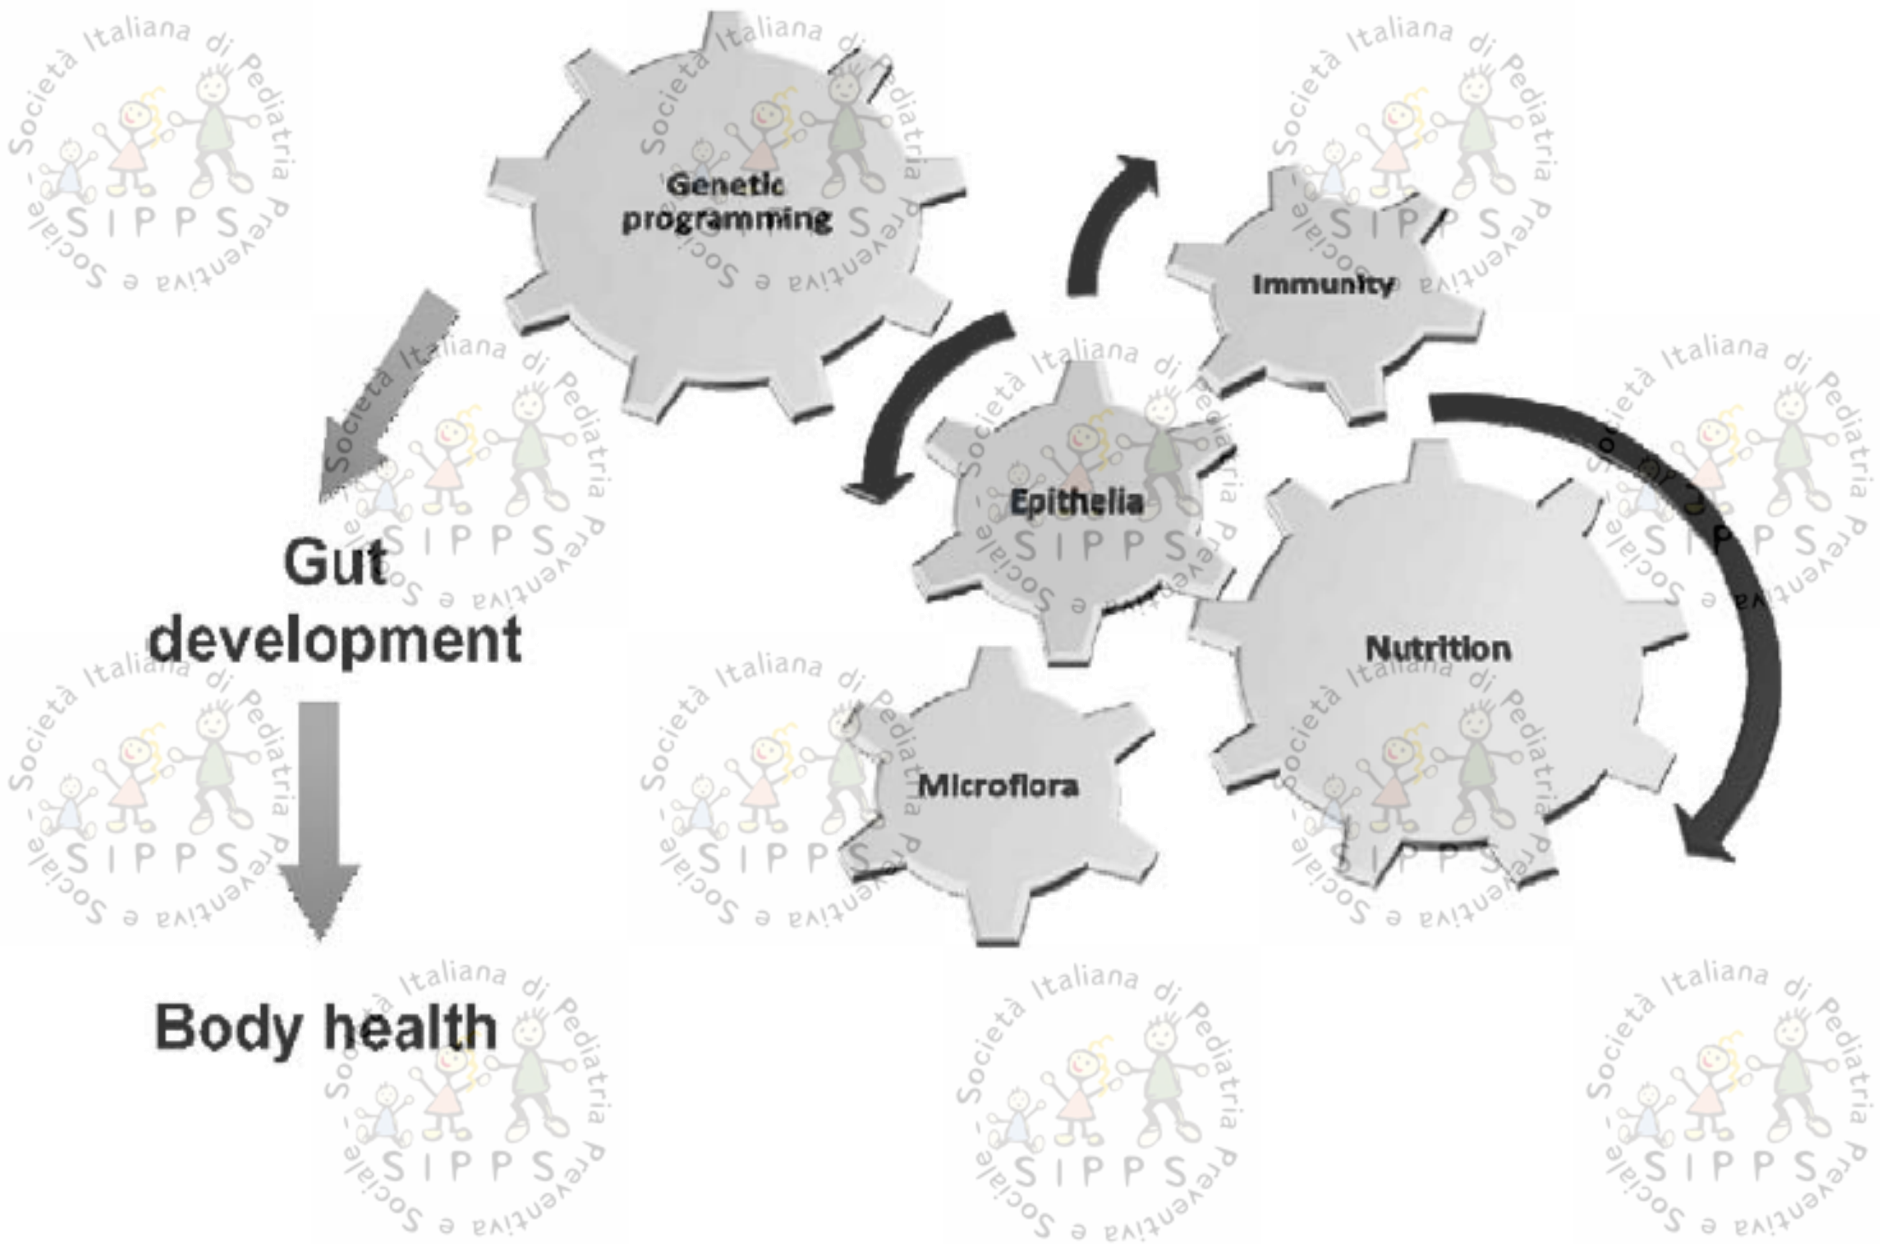 Genetic
programming
Immunity
Epithelia
Nutrition
Microflora
Gut
development
Body health
Società Italiana di Pediatria Preventiva e Sociale -
SIPPS